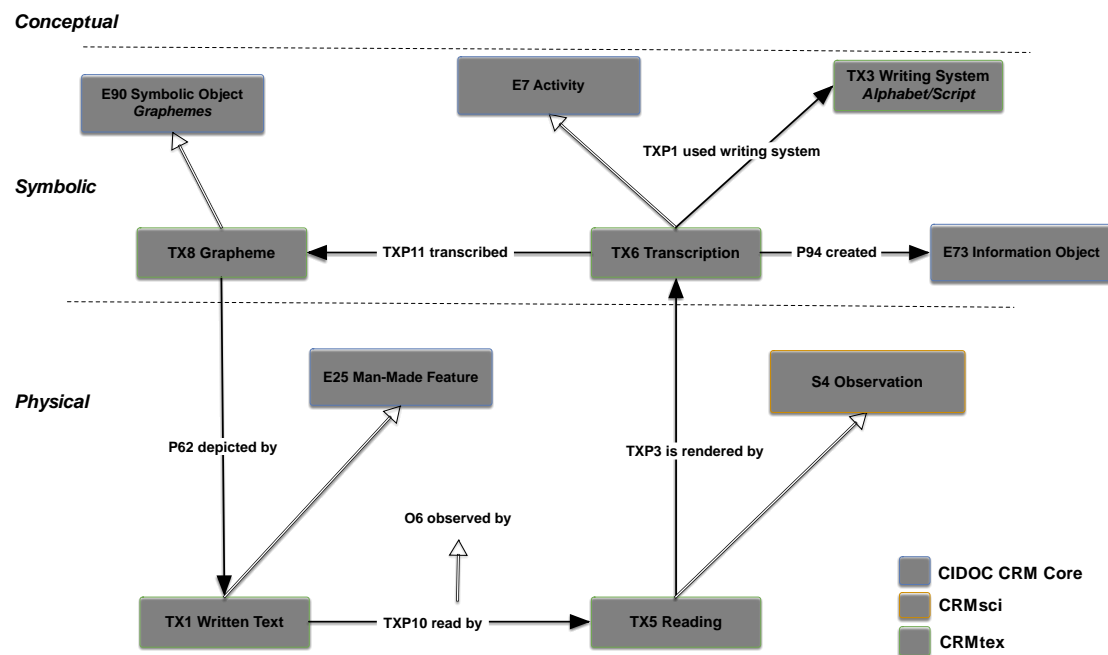 Conceptual
E90 Symbolic Object
Graphemes
E7 Activity
TX3 Writing System
Alphabet/Script
TXP1 used writing system
Symbolic
TX8 Grapheme
TXP11 transcribed
TX6 Transcription
P94 created
E73 Information Object
E25 Man-Made Feature
S4 Observation
Physical
P62 depicted by
TXP3 is rendered by
O6 observed by
TX1 Written Text
TXP10 read by
TX5 Reading
CIDOC CRM Core
CRMsci
CRMtex